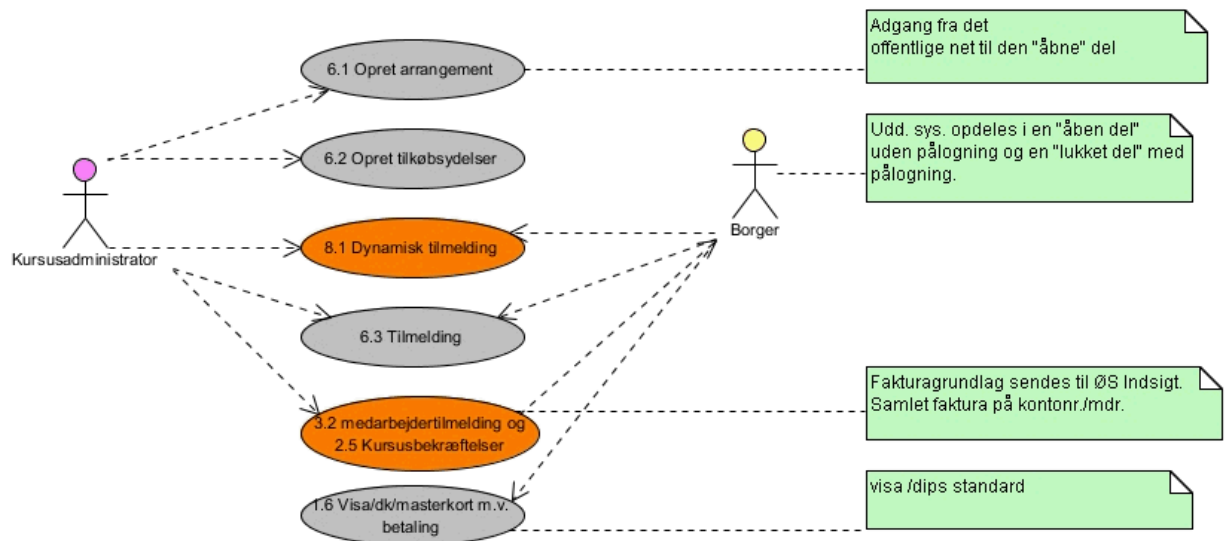 Adgang fra det
offentlige net til den "åbne" del
6.1 Opret arrangement
Udd. sys. opdeles i en "åben del"
uden pålogning og en "lukket del" med
pålogning.
6.2 Opret tilkøbsydelser
Borger
8.1 Dynamisk tilmelding
Kursusadministrator
6.3 Tilmelding
Fakturagrundlag sendes til ØS Indsigt.
Samlet faktura på kontonr./mdr.
3.2 medarbejdertilmelding og
2.5 Kursusbekræftelser
visa /dips standard
1.6 Visa/dk/masterkort m.v.
betaling